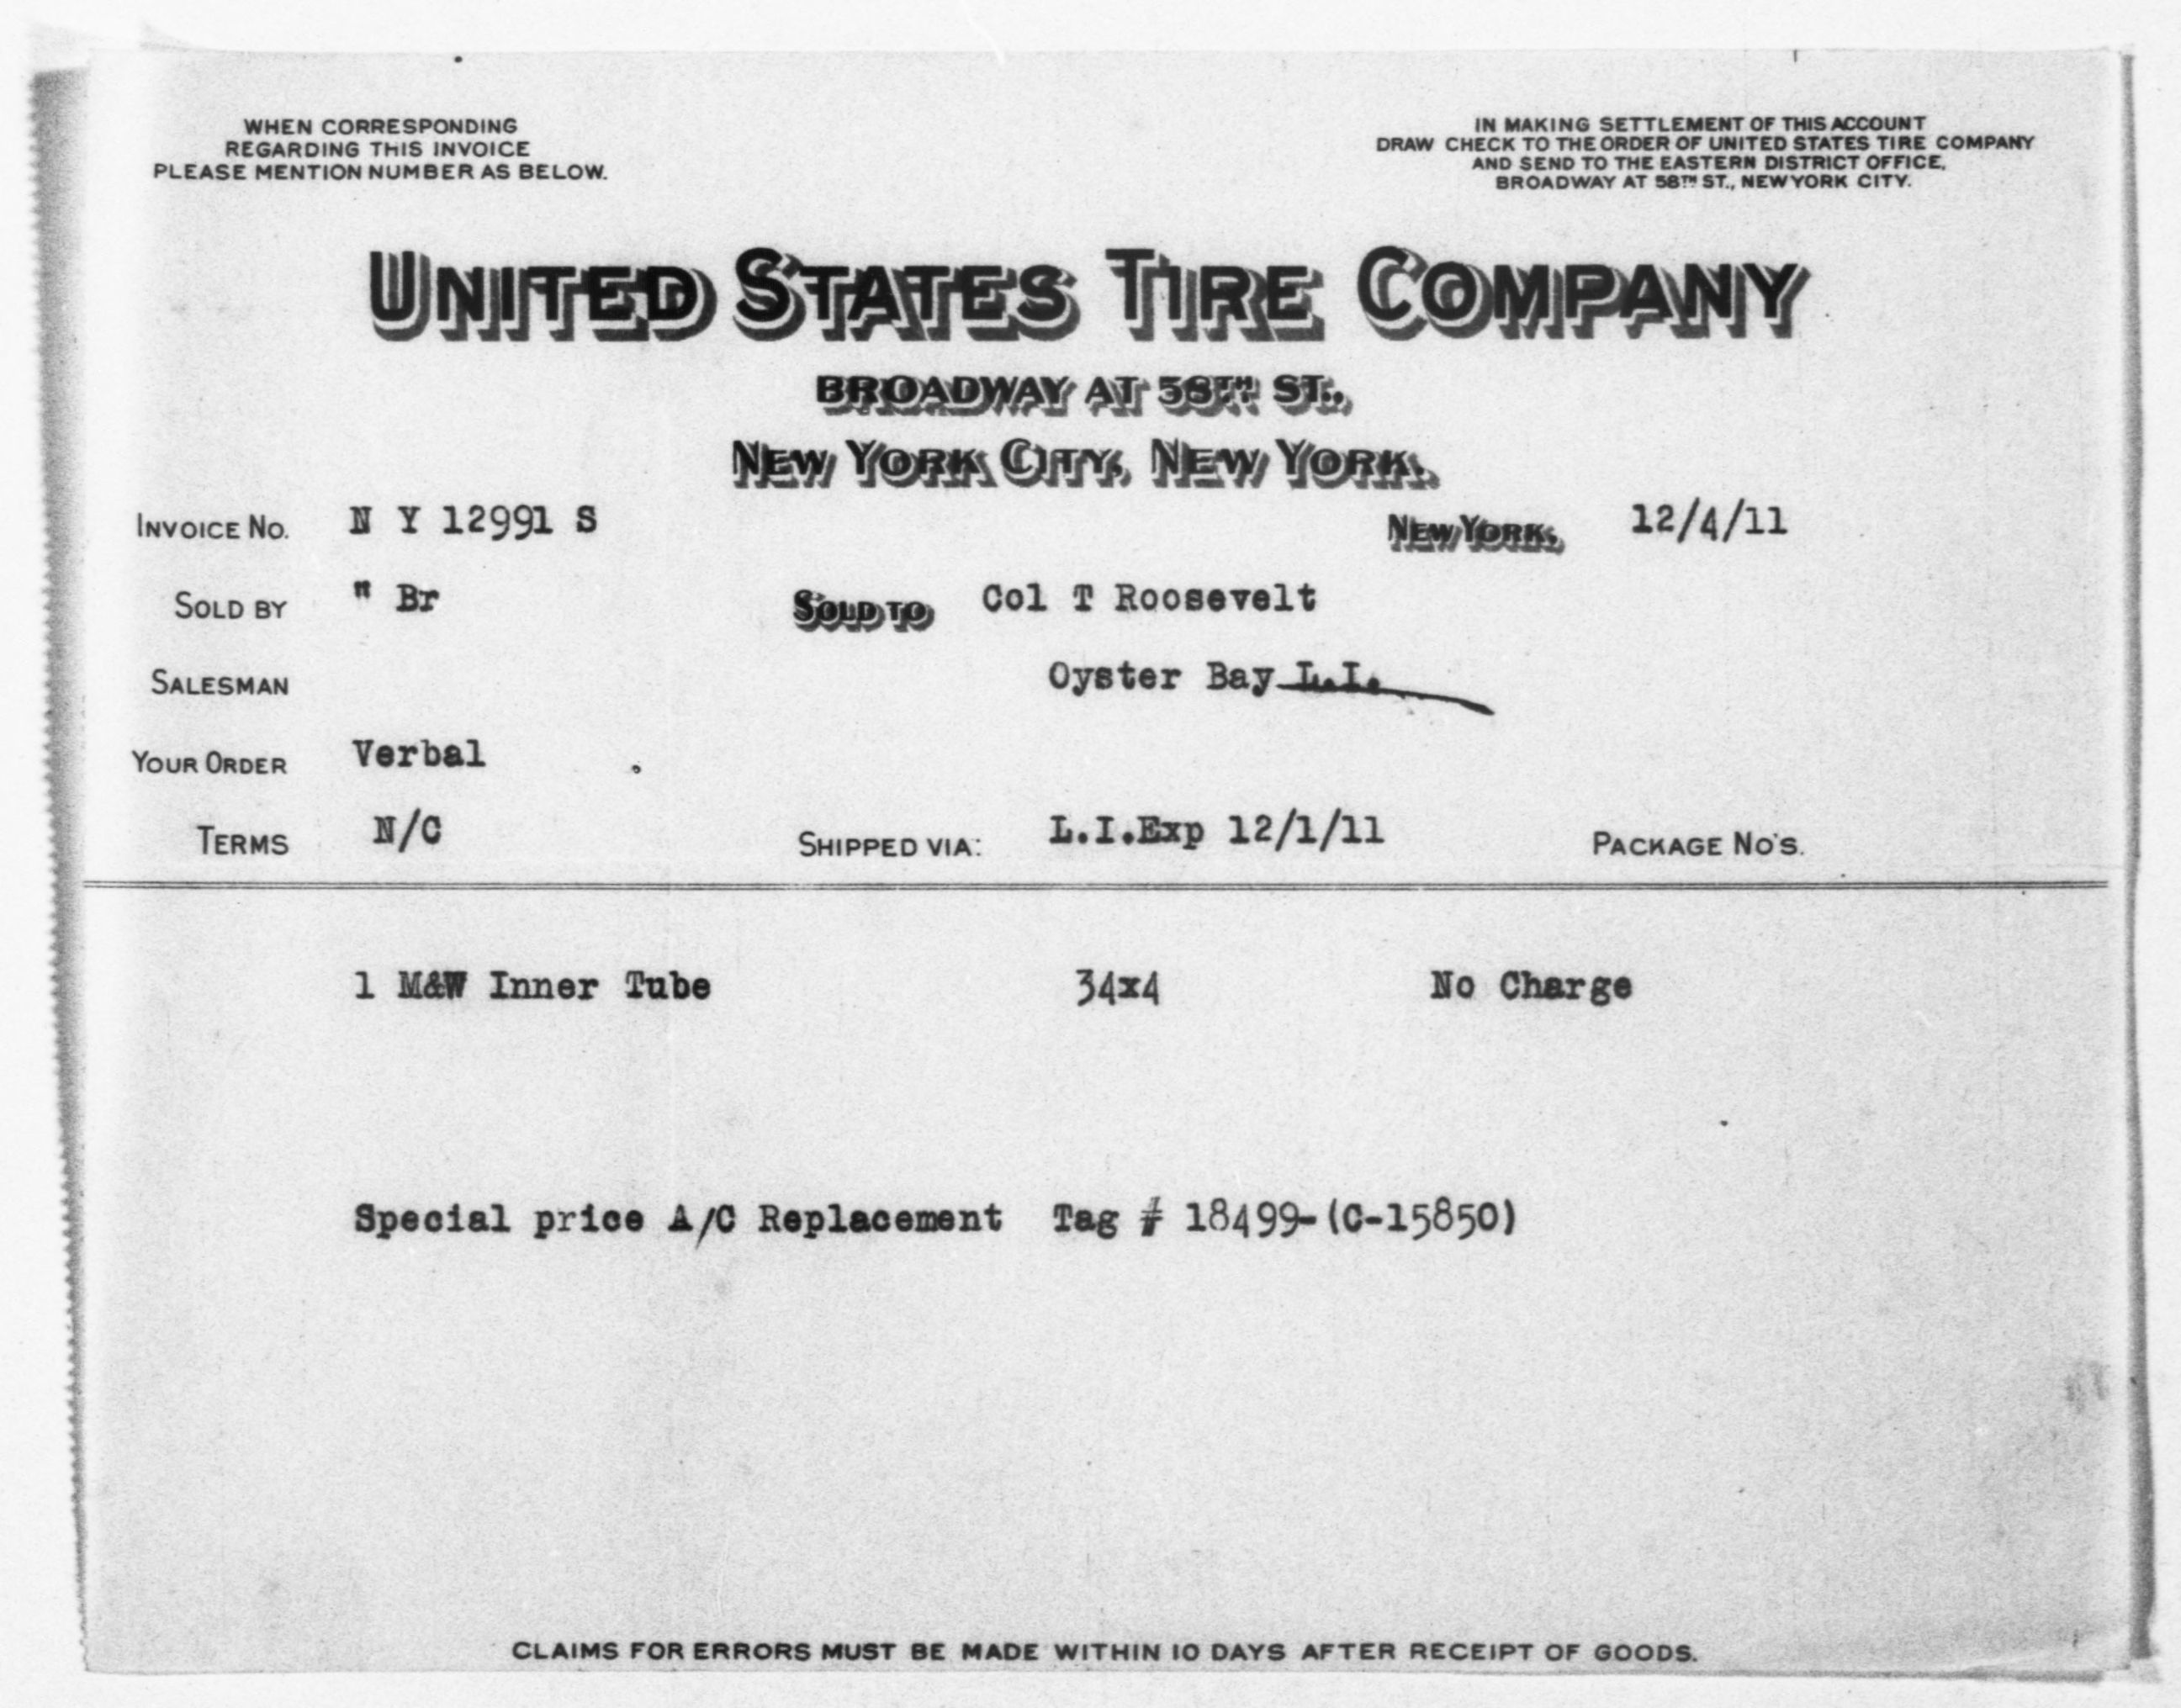 WHEN CORRESPONDING
REGARDING THIS INVOICE
PLEASE MENTION NUMBER AS BELOW.
IN MAKING SETTLEMENT OF THIS ACCOUNT
DRAW CHECK TO THE ORDER OF UNITED STATES TIRE COMPANY
AND SEND TO THE EASTERN DISTRICT OFFICE,
BROADWAY AT 58TH ST., NEW YORK CITY.
UNITED STATES TIRE COMPANY
BROADWAY AT 58TH ST.,
NEW YORK CITY, NEW YORK.
INVOICE NO. N Y 12991 S NEW YORK, 12/4/11
SOLD BY " Br SOLD TO Col T Roosevelt
SALESMAN Oyster Bay L.I.
YOUR ORDER Verbal
TERMS N/C SHIPPED VIA: L.I.Exp 12/1/11 PACKAGE NO'S.
1 M&W Inner Tube 34x4 No Charge
Special price A/C Replacement Tag # 18499-(C-15850)
CLAIMS FOR ERRORS MUST BE MADE WITHIN 10 DAYS AFTER RECEIPT OF GOODS.